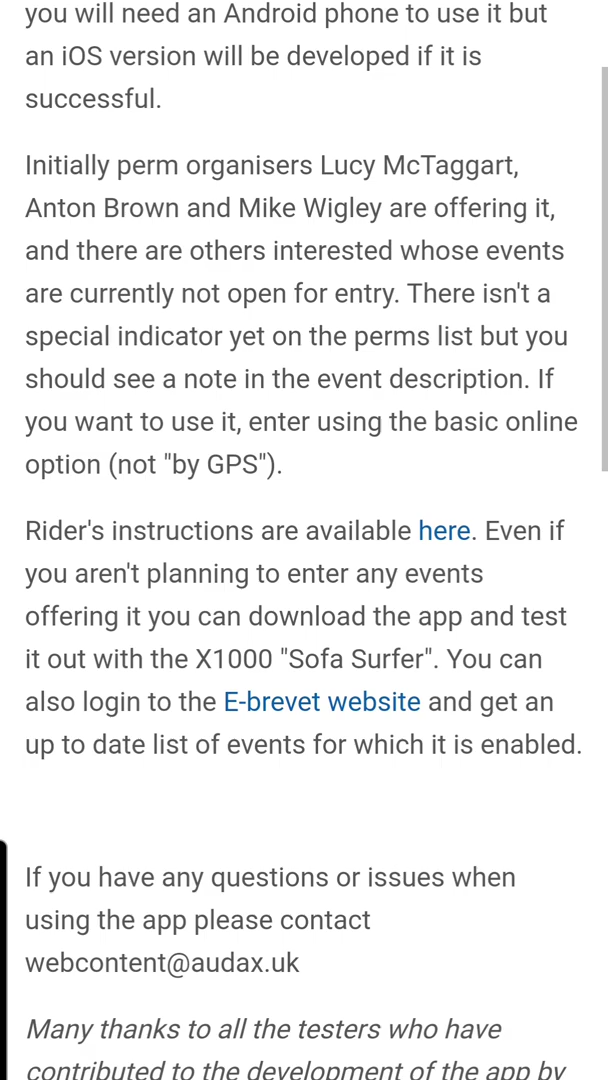 you will need an Android phone to use it but
an iOS version will be developed if it is
successful.
Initially perm organisers Lucy McTaggart,
Anton Brown and Mike Wigley are offering it,
and there are others interested whose events
are currently not open for entry. There isn't a
special indicator yet on the perms list but you
should see a note in the event description. If
you want to use it, enter using the basic online
option (not "by GPS").
Rider's instructions are available here. Even if
you aren't planning to enter any events
offering it you can download the app and test
it out with the X1000 "Sofa Surfer". You can
also login to the E-brevet website and get an
up to date list of events for which it is enabled.
If you have any questions or issues when
using the app please contact
webcontent@audax.uk
Many thanks to all the testers who have
contributed to the development of the app by